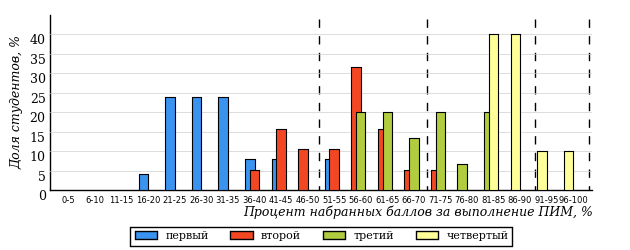 Доля студентов, %
40
35
30
25
20
15
10
5
0
0-5 6-10 11-15 16-20 21-25 26-30 31-35 36-40 41-45 46-50 51-55 56-60 61-65 66-70 71-75 76-80 81-85 86-90 91-95 96-100
Процент набранных баллов за выполнение ПИМ, %
первый второй третий четвертый